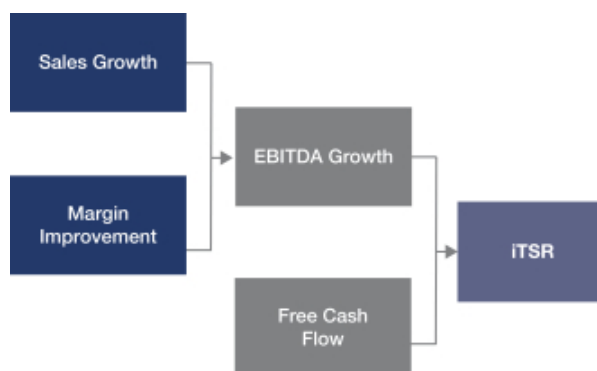 Sales Growth
Margin
Improvement
EBITDA Growth
Free Cash
Flow
iTSR